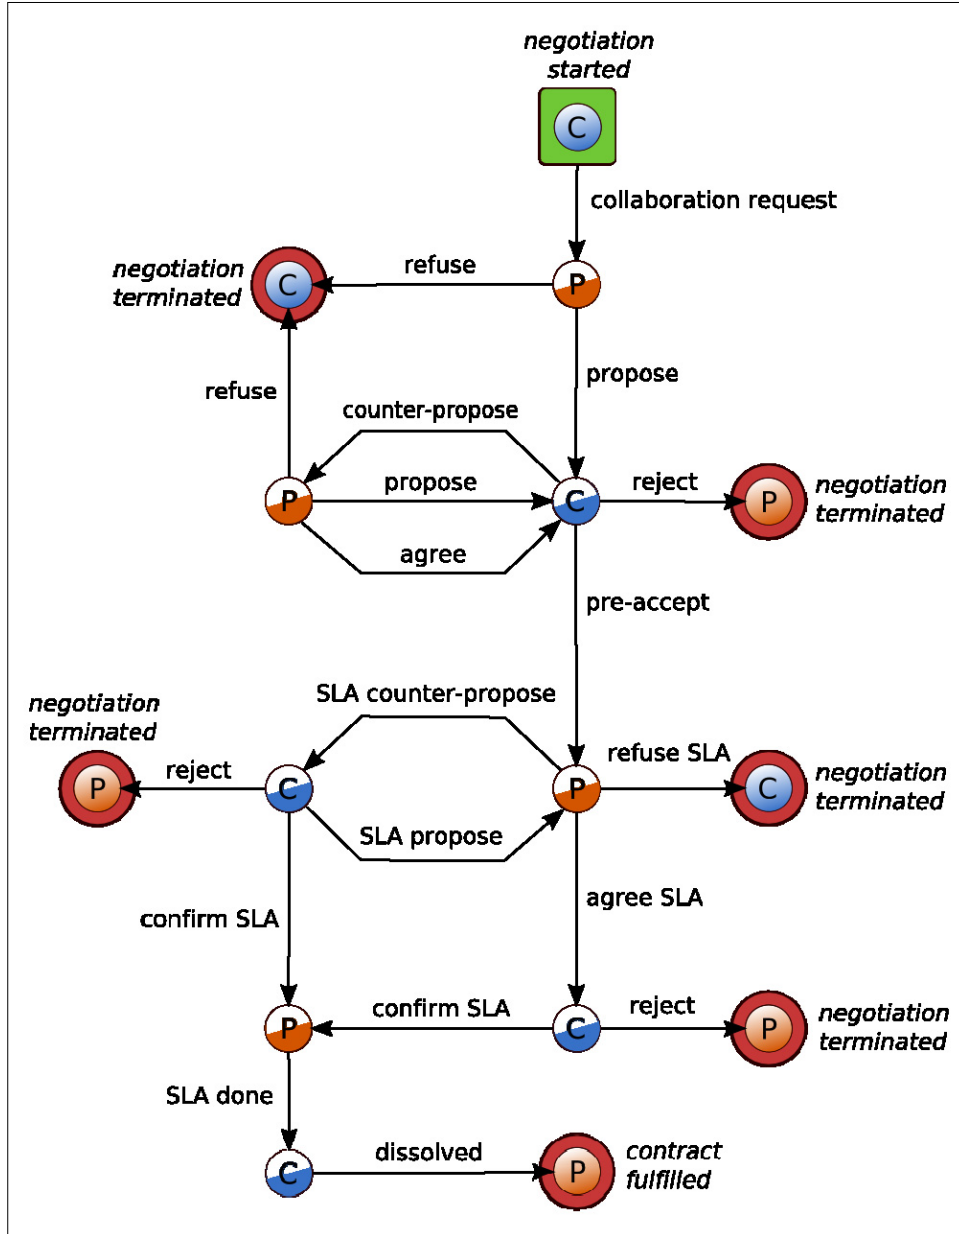 negotiation
started
C
collaboration request
negotiation
terminated
C
refuse
P
refuse
propose
counter-propose
P
propose
C
reject
P
negotiation
terminated
agree
pre-accept
SLA counter-propose
negotiation
terminated
P
reject
C
P
refuse SLA
C
negotiation
terminated
SLA propose
confirm SLA
agree SLA
P
confirm SLA
C
reject
P
negotiation
terminated
SLA done
C
dissolved
P
contract
fulfilled